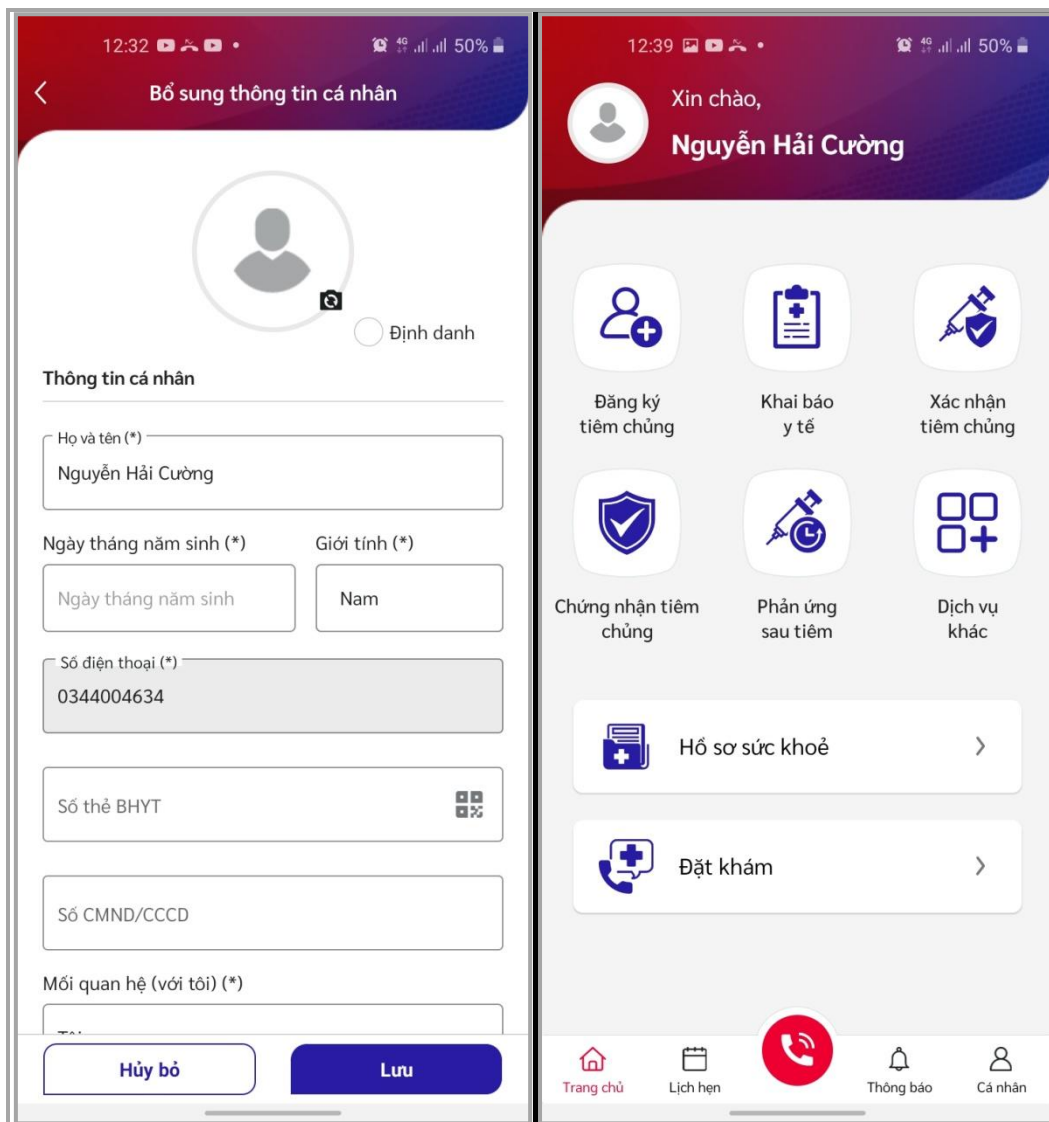 12:32
4G
50%
Bổ sung thông tin cá nhân
Định danh
Thông tin cá nhân
Họ và tên (*)
Nguyễn Hải Cường
Ngày tháng năm sinh (*)
Giới tính (*)
Ngày tháng năm sinh
Nam
Số điện thoại (*)
0344004634
Số thẻ BHYT
Số CMND/CCCD
Mối quan hệ (với tôi) (*)
Hủy bỏ
Lưu
12:39
4G
50%
Xin chào,
Nguyễn Hải Cường
Đăng ký
tiêm chủng
Khai báo
y tế
Xác nhận
tiêm chủng
Chứng nhận tiêm
chủng
Phản ứng
sau tiêm
Dịch vụ
khác
Hồ sơ sức khoẻ
Đặt khám
Trang chủ
Lịch hẹn
Thông báo
Cá nhân